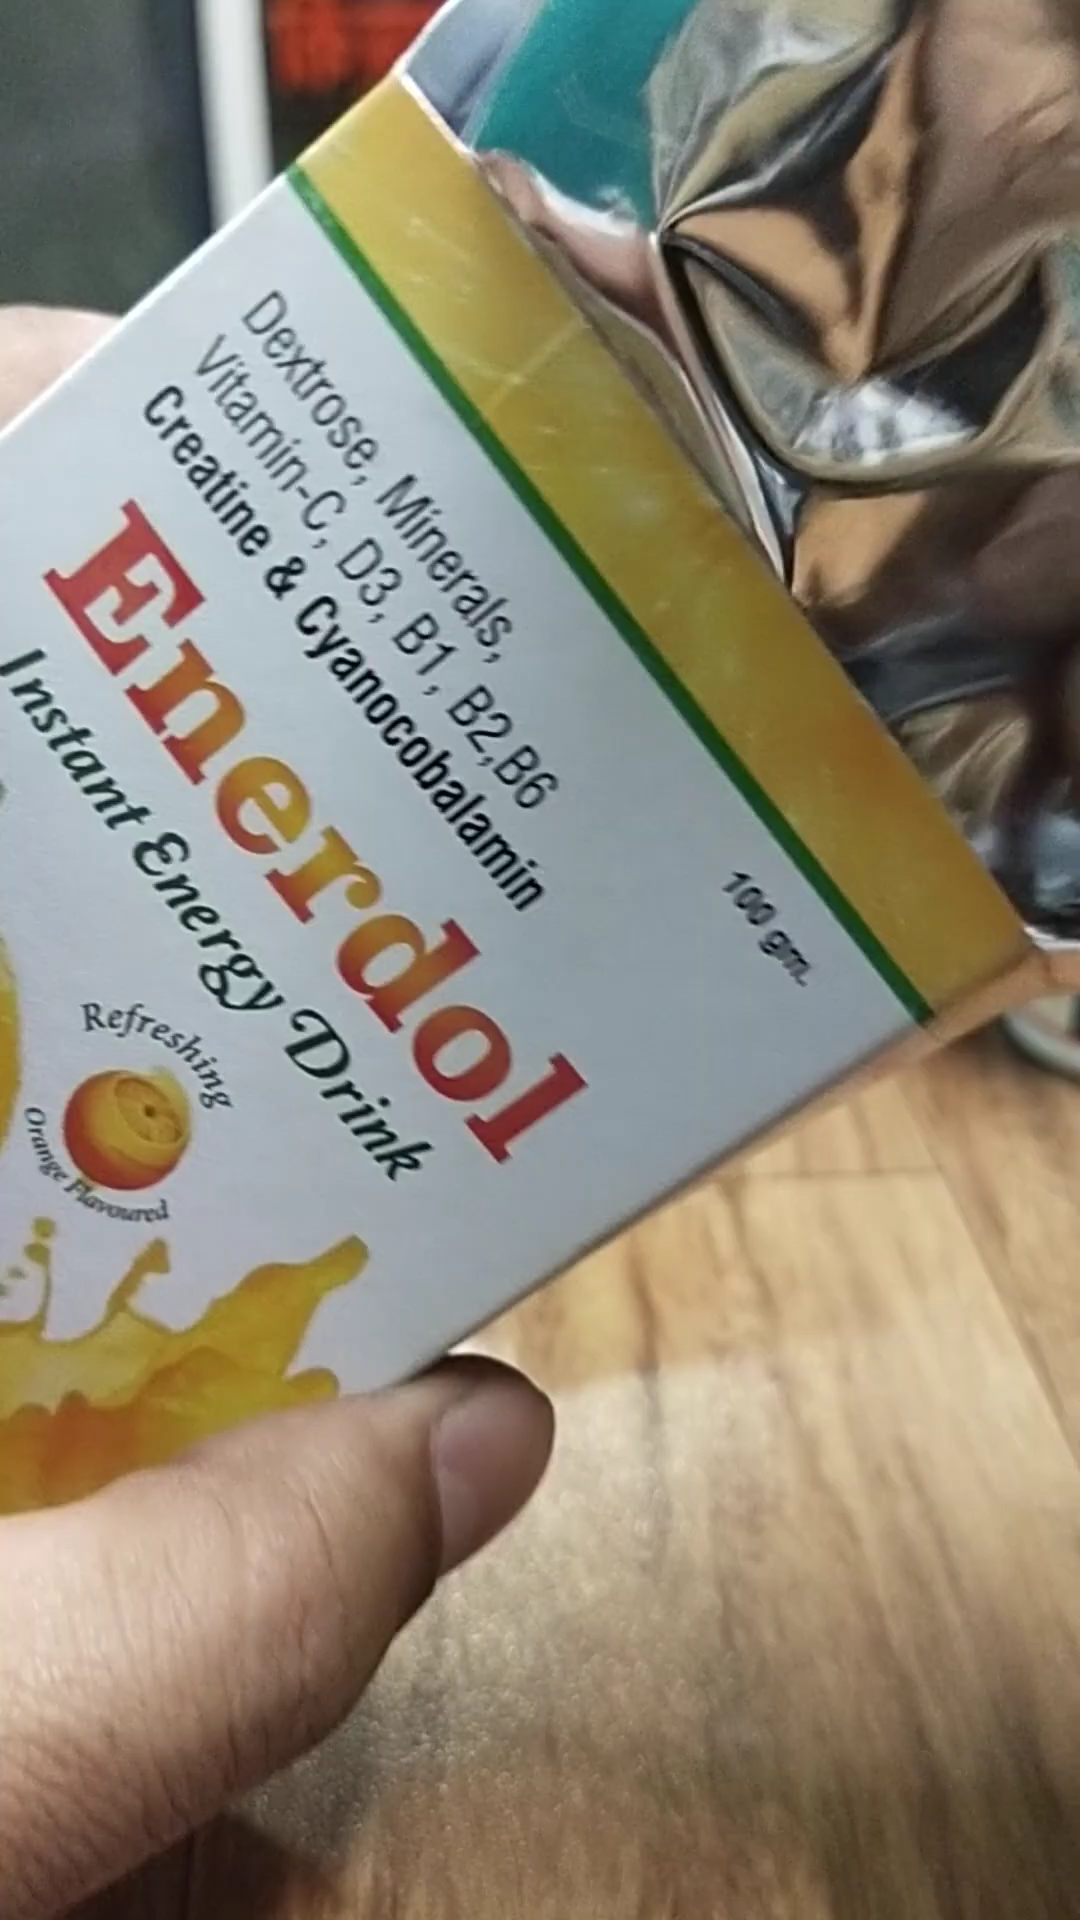 Dextrose, Minerals,
Vitamin-C, D3, B1, B2,B6
Creatine & Cyanocobalamin
Enerdol
Instant Energy Drink
100 gm.
Refreshing
Orange Flavoured